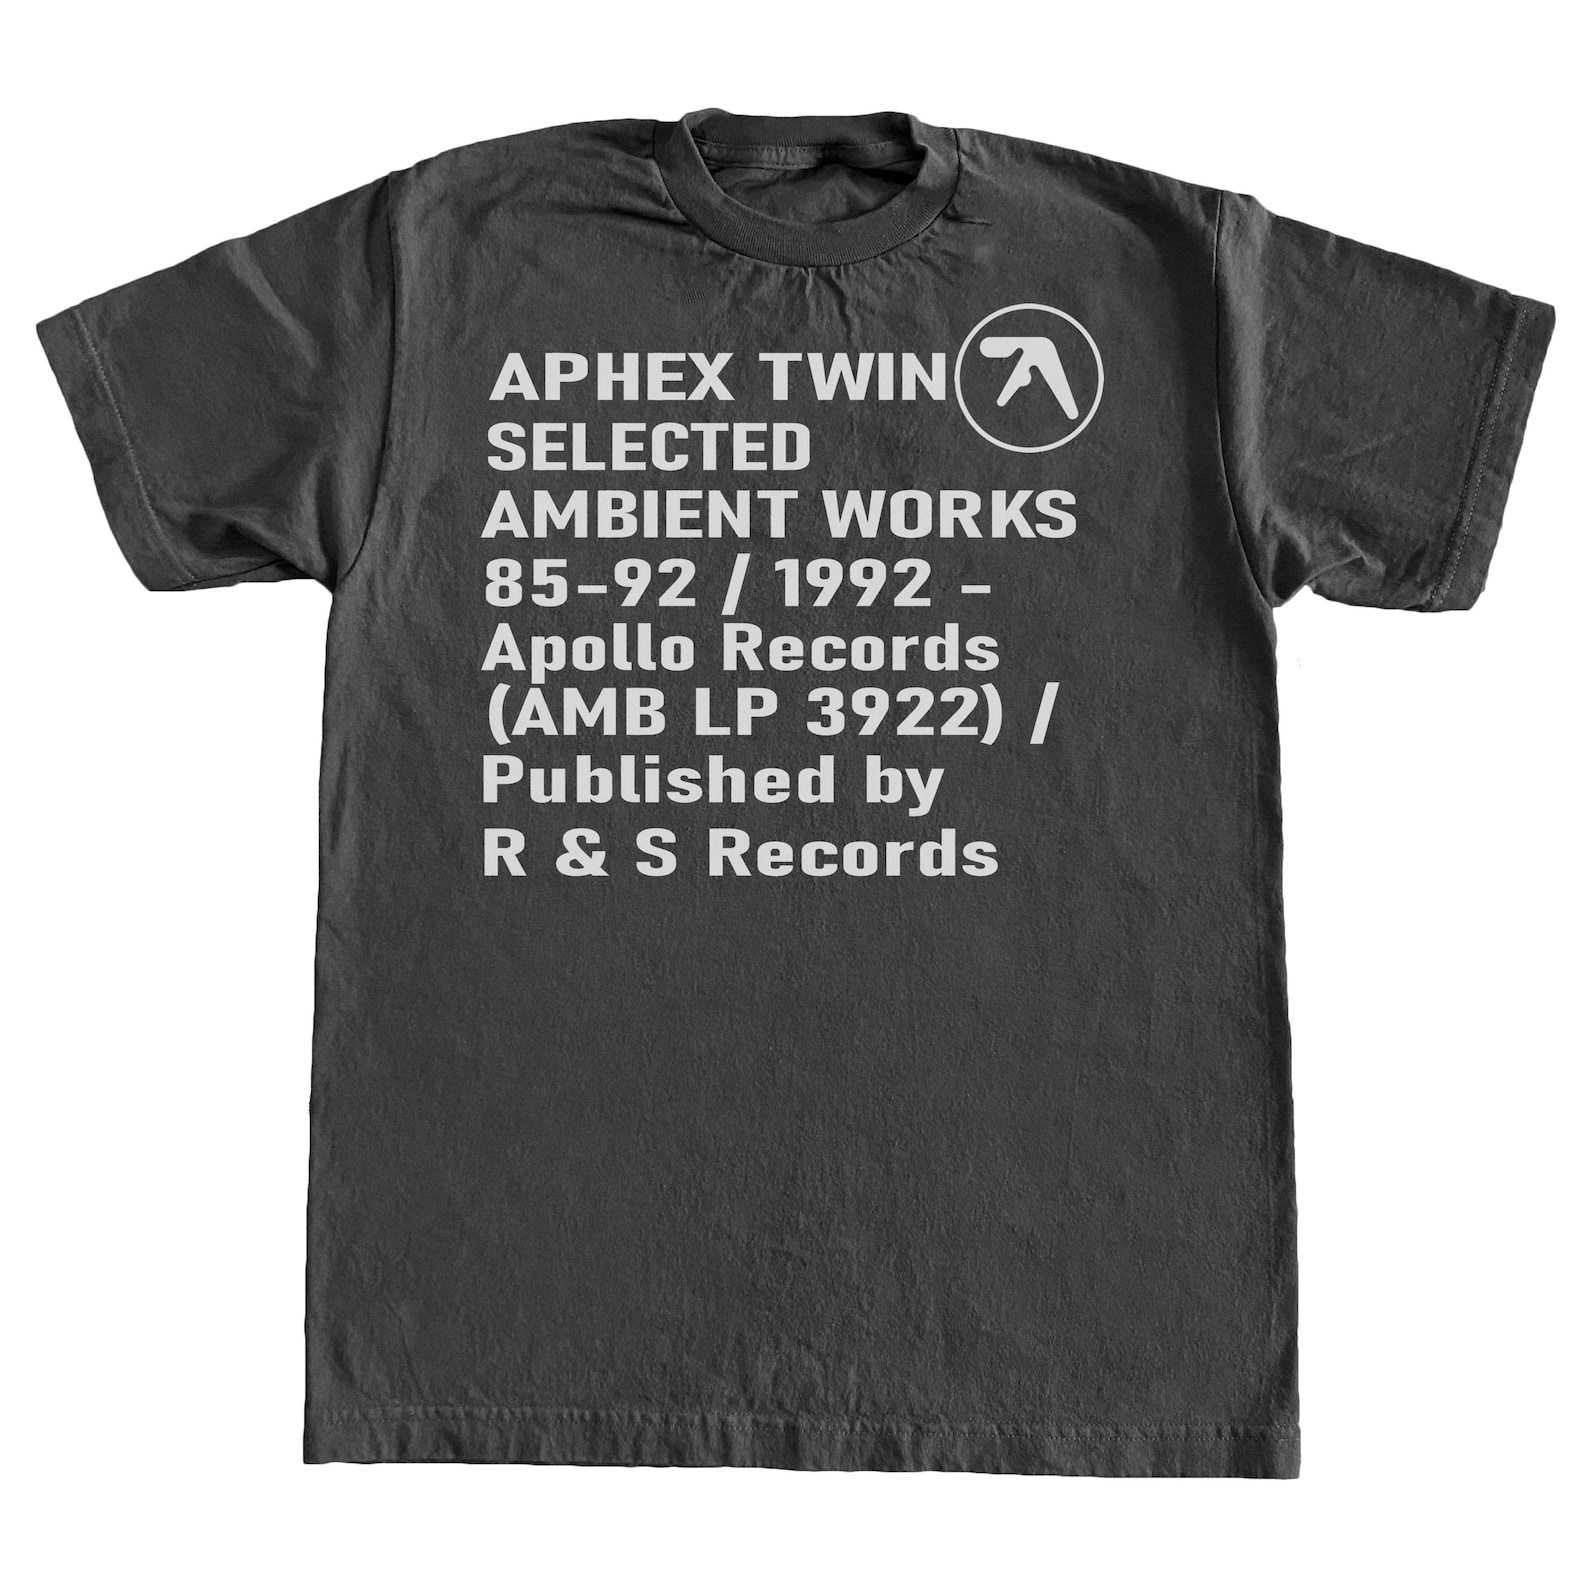 APHEX TWIN
SELECTED
AMBIENT WORKS
85-92 / 1992 -
Apollo Records
(AMB LP 3922) /
Published by
R & S Records